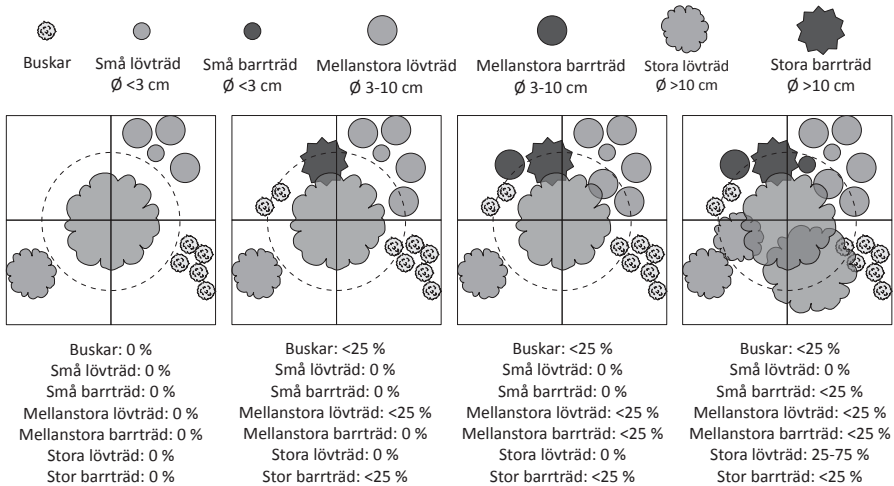 Buskar
Små lövträd
Ø <3 cm
Små barrträd
Ø <3 cm
Mellanstora lövträd
Ø 3-10 cm
Mellanstora barrträd
Ø 3-10 cm
Stora lövträd
Ø >10 cm
Stora barrträd
Ø >10 cm
Buskar: 0 %
Små lövträd: 0 %
Små barrträd: 0 %
Mellanstora lövträd: 0 %
Mellanstora barrträd: 0 %
Stora lövträd: 0 %
Stor barrträd: 0 %
Buskar: <25 %
Små lövträd: 0 %
Små barrträd: 0 %
Mellanstora lövträd: <25 %
Mellanstora barrträd: 0 %
Stora lövträd: 0 %
Stor barrträd: <25 %
Buskar: <25 %
Små lövträd: 0 %
Små barrträd: 0 %
Mellanstora lövträd: <25 %
Mellanstora barrträd: <25 %
Stora lövträd: 0 %
Stor barrträd: <25 %
Buskar: <25 %
Små lövträd: 0 %
Små barrträd: <25 %
Mellanstora lövträd: <25 %
Mellanstora barrträd: <25 %
Stora lövträd: 25-75 %
Stor barrträd: <25 %